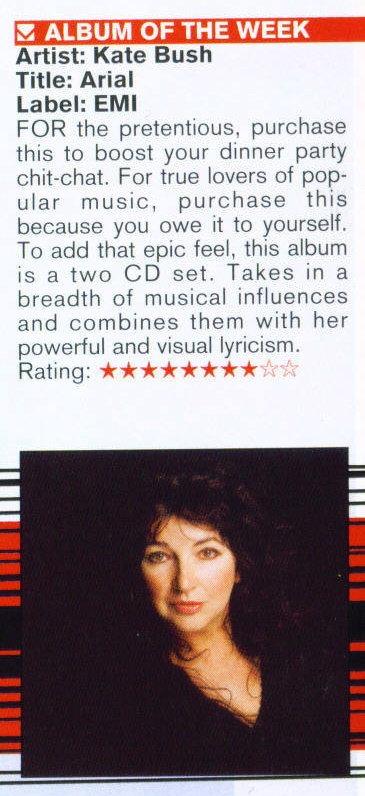 ALBUM OF THE WEEK
Artist: Kate Bush
Title: Arial
Label: EMI
FOR the pretentious, purchase
this to boost your dinner party
chit-chat. For true lovers of pop-
ular music, purchase this
because you owe it to yourself.
To add that epic feel, this album
is a two CD set. Takes in a
breadth of musical influences
and combines them with her
powerful and visual lyricism.
Rating: ★★★★★★★★☆☆